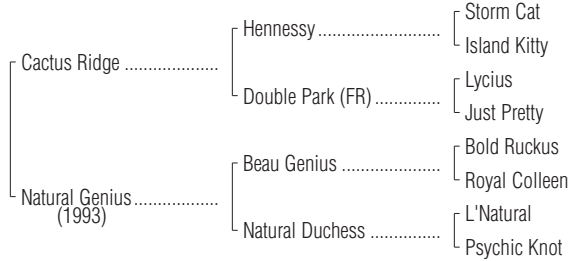 Storm Cat
Hennessy
Island Kitty
Cactus Ridge
Lycius
Double Park (FR)
Just Pretty
Bold Ruckus
Beau Genius
Royal Colleen
Natural Genius
(1993)
L'Natural
Natural Duchess
Psychic Knot